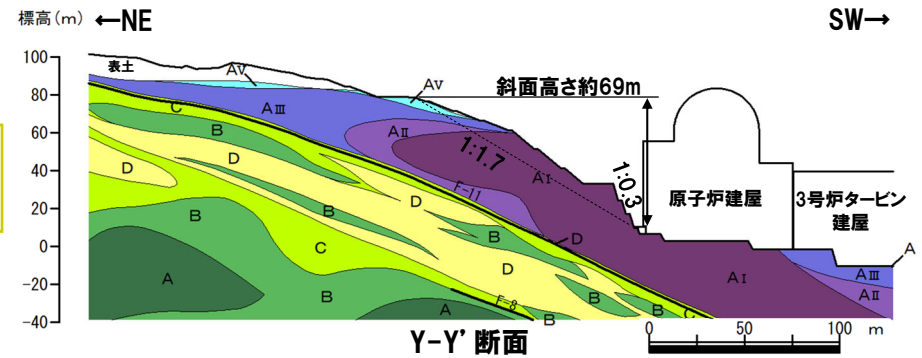 標高(m) ←NE
SW→
100
80
60
40
20
0
-20
-40
表土
AⅤ
AⅤ
斜面高さ約69m
AⅢ
AⅡ
AⅠ
1:1.7
1:0.3
原子炉建屋
3号炉タービン
建屋
C
B
D
D
D
F-11
B
B
B
C
D
D
B
A
B
F-8
A
B
B
B
C
AⅠ
A
AⅢ
AⅡ
Y-Y’断面
0 50 100 m